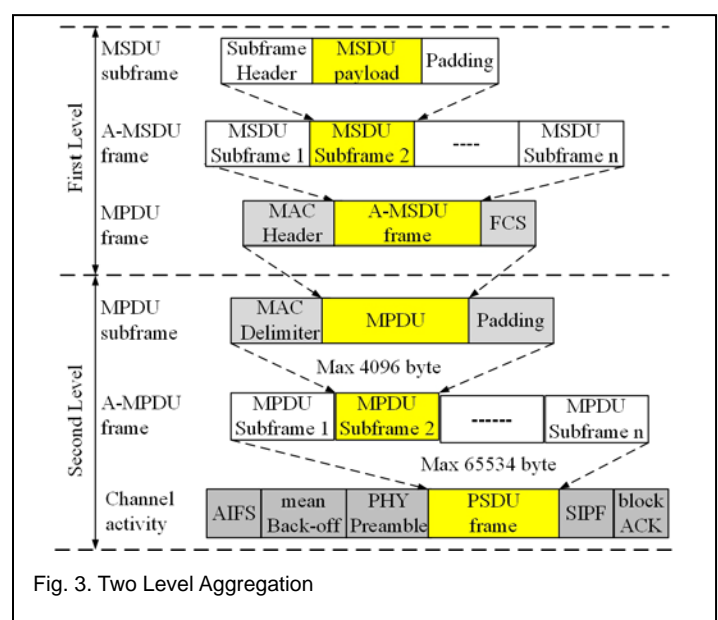 MSDU subframe
Subframe Header
MSDU payload
Padding
First Level
A-MSDU frame
MSDU Subframe 1
MSDU Subframe 2
----
MSDU Subframe n
MPDU frame
MAC Header
A-MSDU frame
FCS
Second Level
MPDU subframe
MAC Delimiter
MPDU
Padding
Max 4096 byte
A-MPDU frame
MPDU Subframe 1
MPDU Subframe 2
------
MPDU Subframe n
Max 65534 byte
Channel activity
AIFS
mean Back-off
PHY Preamble
PSDU frame
SIPF
block ACK
Fig. 3. Two Level Aggregation